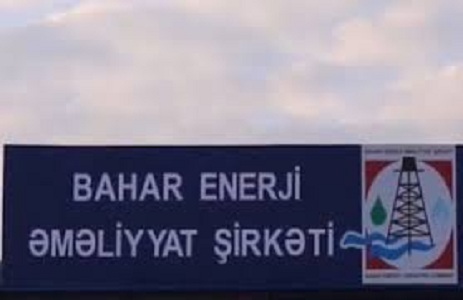 BAHAR ENERJİ
ƏMƏLİYYAT ŞİRKƏTİ